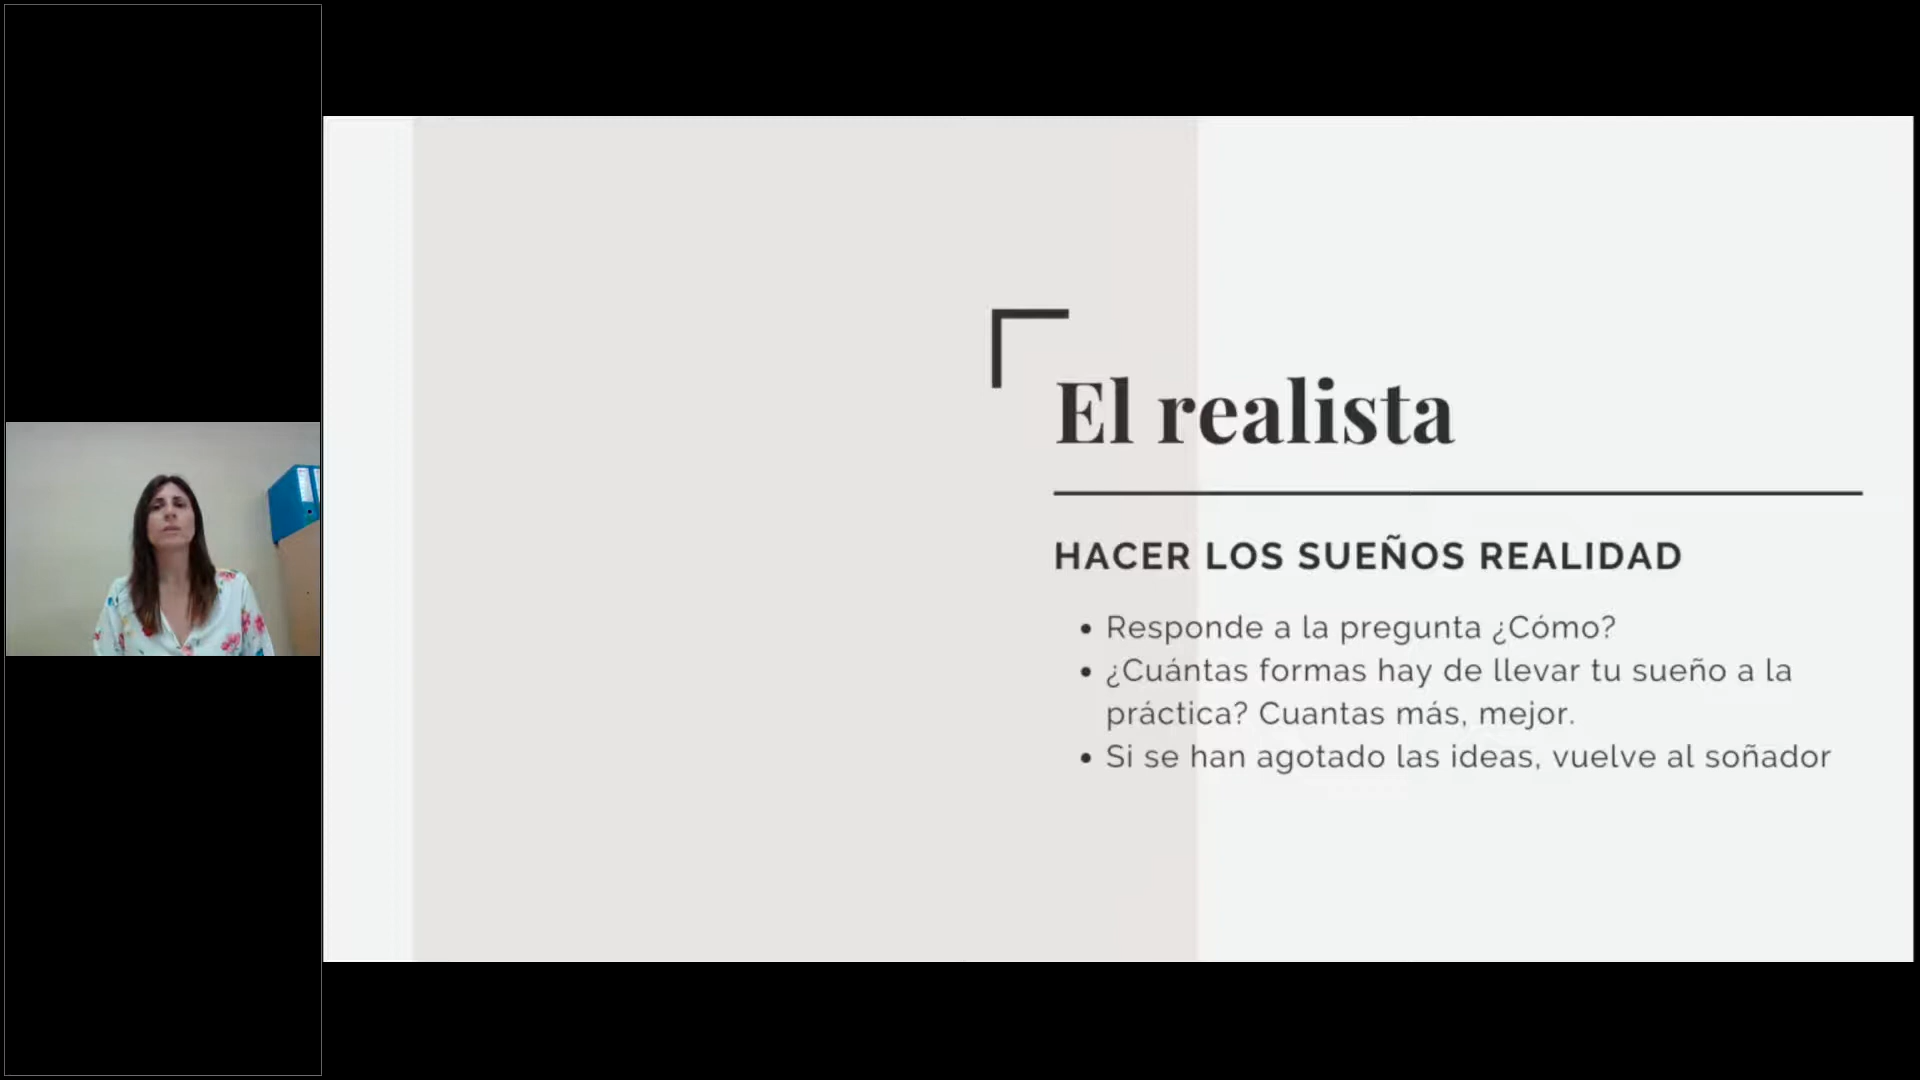 El realista
HACER LOS SUEÑOS REALIDAD
• Responde a la pregunta ¿Cómo?
• ¿Cuántas formas hay de llevar tu sueño a la
práctica? Cuantas más, mejor.
• Si se han agotado las ideas, vuelve al soñador